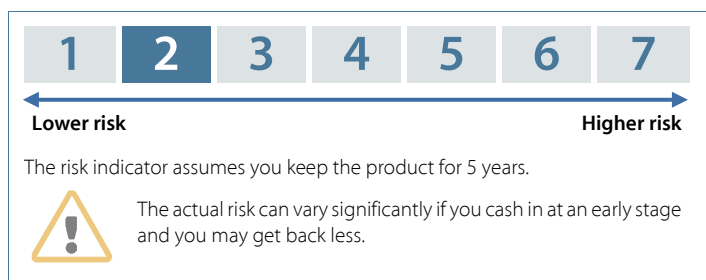 1 2 3 4 5 6 7
Lower risk Higher risk
The risk indicator assumes you keep the product for 5 years.
The actual risk can vary significantly if you cash in at an early stage
and you may get back less.